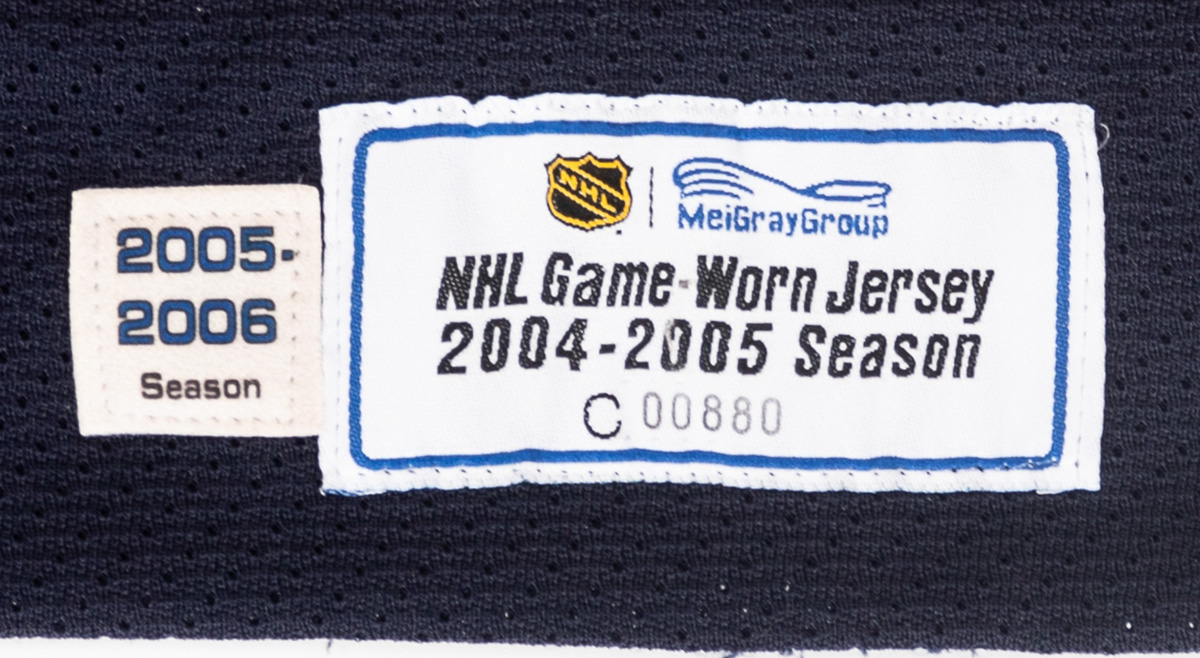 2005-
2006
Season
NHL
MeiGrayGroup
NHL Game-Worn Jersey
2004-2005 Season
C 00880